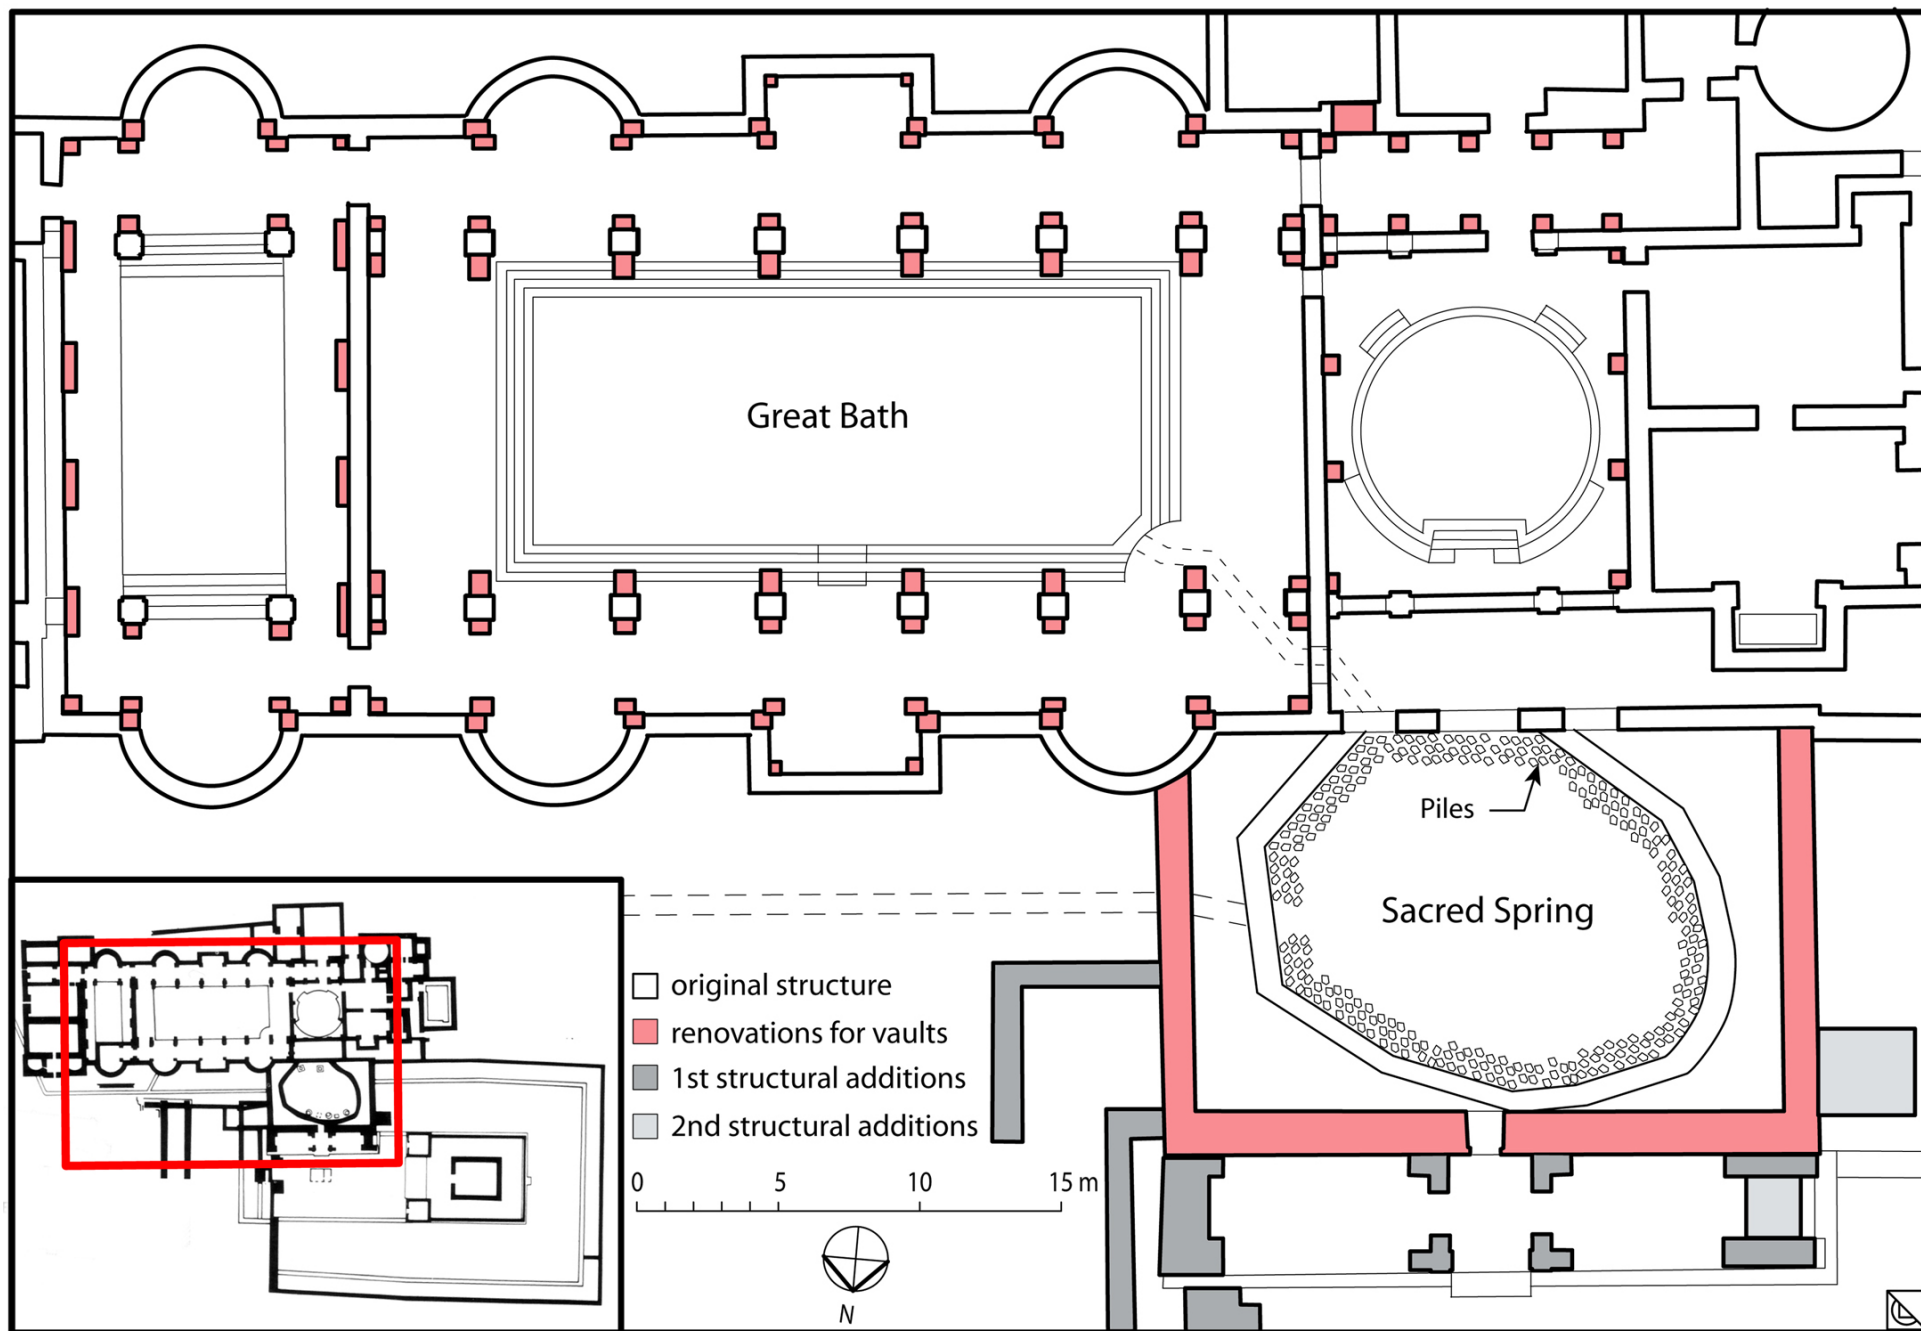 Great Bath
Piles
Sacred Spring
original structure
renovations for vaults
1st structural additions
2nd structural additions
0 5 10 15 m
N